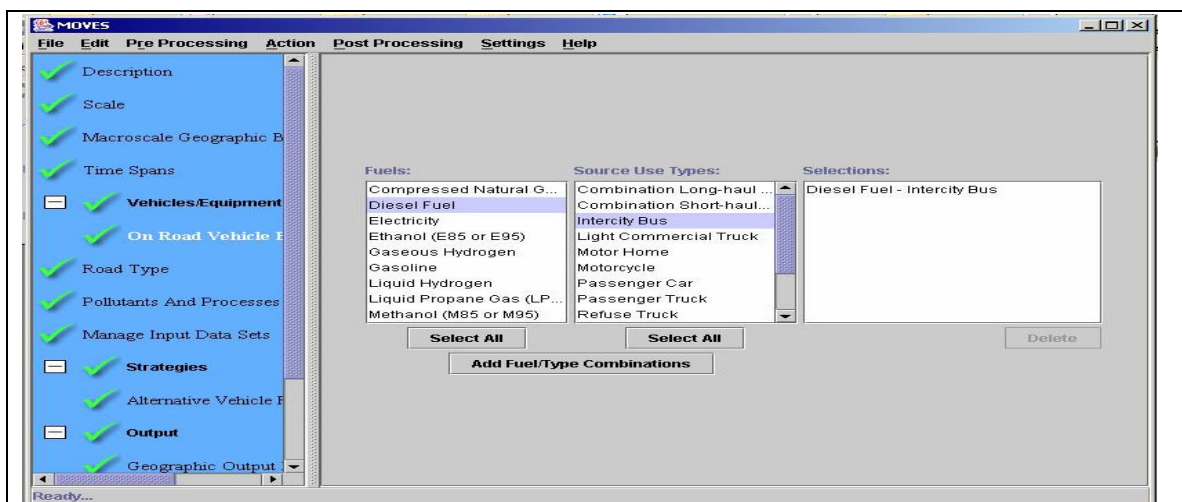 MOVES
File Edit Pre Processing Action Post Processing Settings Help
Description
Scale
Macroscale Geographic B
Time Spans
Vehicles/Equipment
On Road Vehicle E
Road Type
Pollutants And Processes
Manage Input Data Sets
Strategies
Alternative Vehicle F
Output
Geographic Output
Fuels:
Compressed Natural G...
Diesel Fuel
Electricity
Ethanol (E85 or E95)
Gaseous Hydrogen
Gasoline
Liquid Hydrogen
Liquid Propane Gas (LP...
Methanol (M85 or M95)
Select All
Source Use Types:
Combination Long-haul ...
Combination Short-haul...
Intercity Bus
Light Commercial Truck
Motor Home
Motorcycle
Passenger Car
Passenger Truck
Refuse Truck
Select All
Add Fuel/Type Combinations
Selections:
Diesel Fuel - Intercity Bus
Delete
Ready...